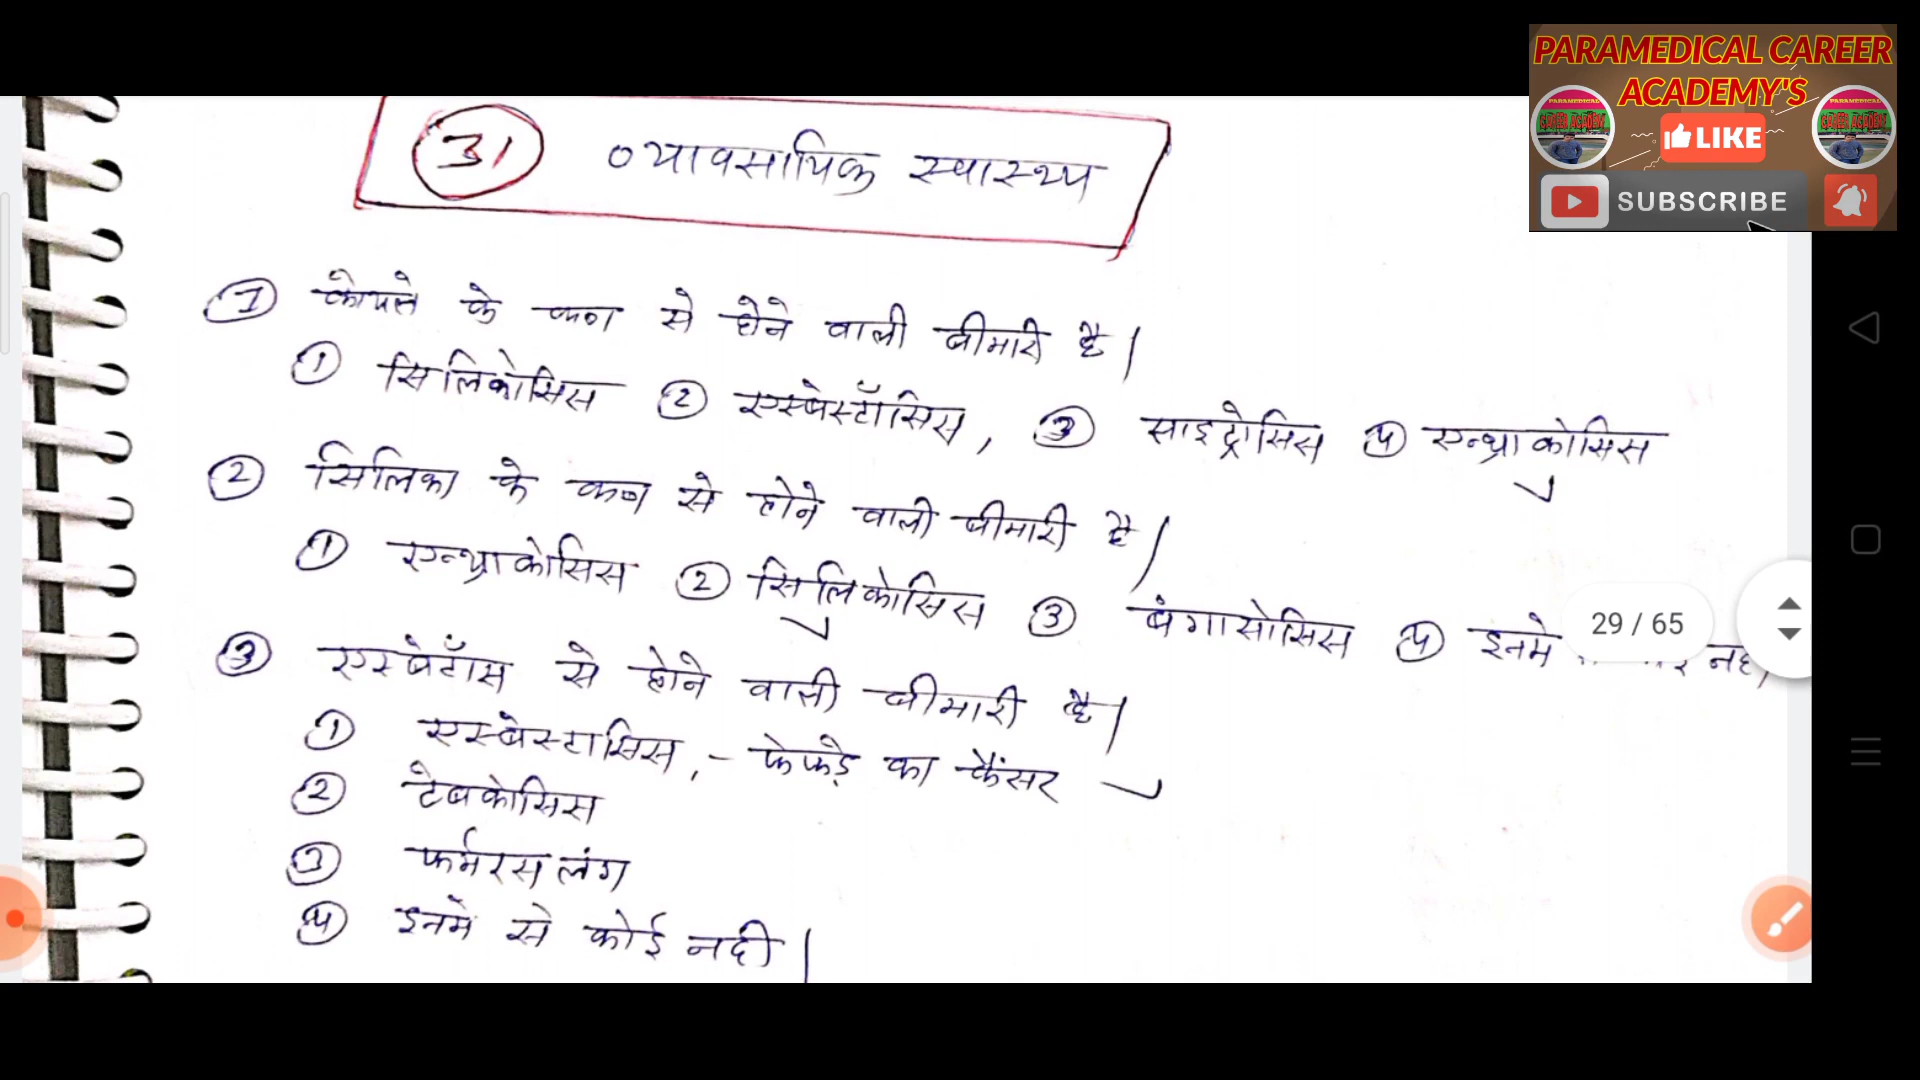 PARAMEDICAL CAREER
ACADEMY'S
LIKE
SUBSCRIBE
31 व्यावसायिक स्वास्थ्य
1 कोयले के कण से होने वाली बीमारी है |
1 सिलिकोसिस 2 एस्बेस्टॉसिस, 3 साइट्रोसिस 4 एन्थ्राकोसिस
2 सिलिका के कण से होने वाली बीमारी है |
1 एन्थ्राकोसिस 2 सिलिकोसिस 3 बंगासोसिस 4 इनमे
29 / 65
3 एस्बेटॉस से होने वाली बीमारी है |
1 एस्बेस्टासिस, - फेफड़े का कैंसर
2 टेबकोसिस
3 फर्मरस लंग
4 इनमे से कोई नही |